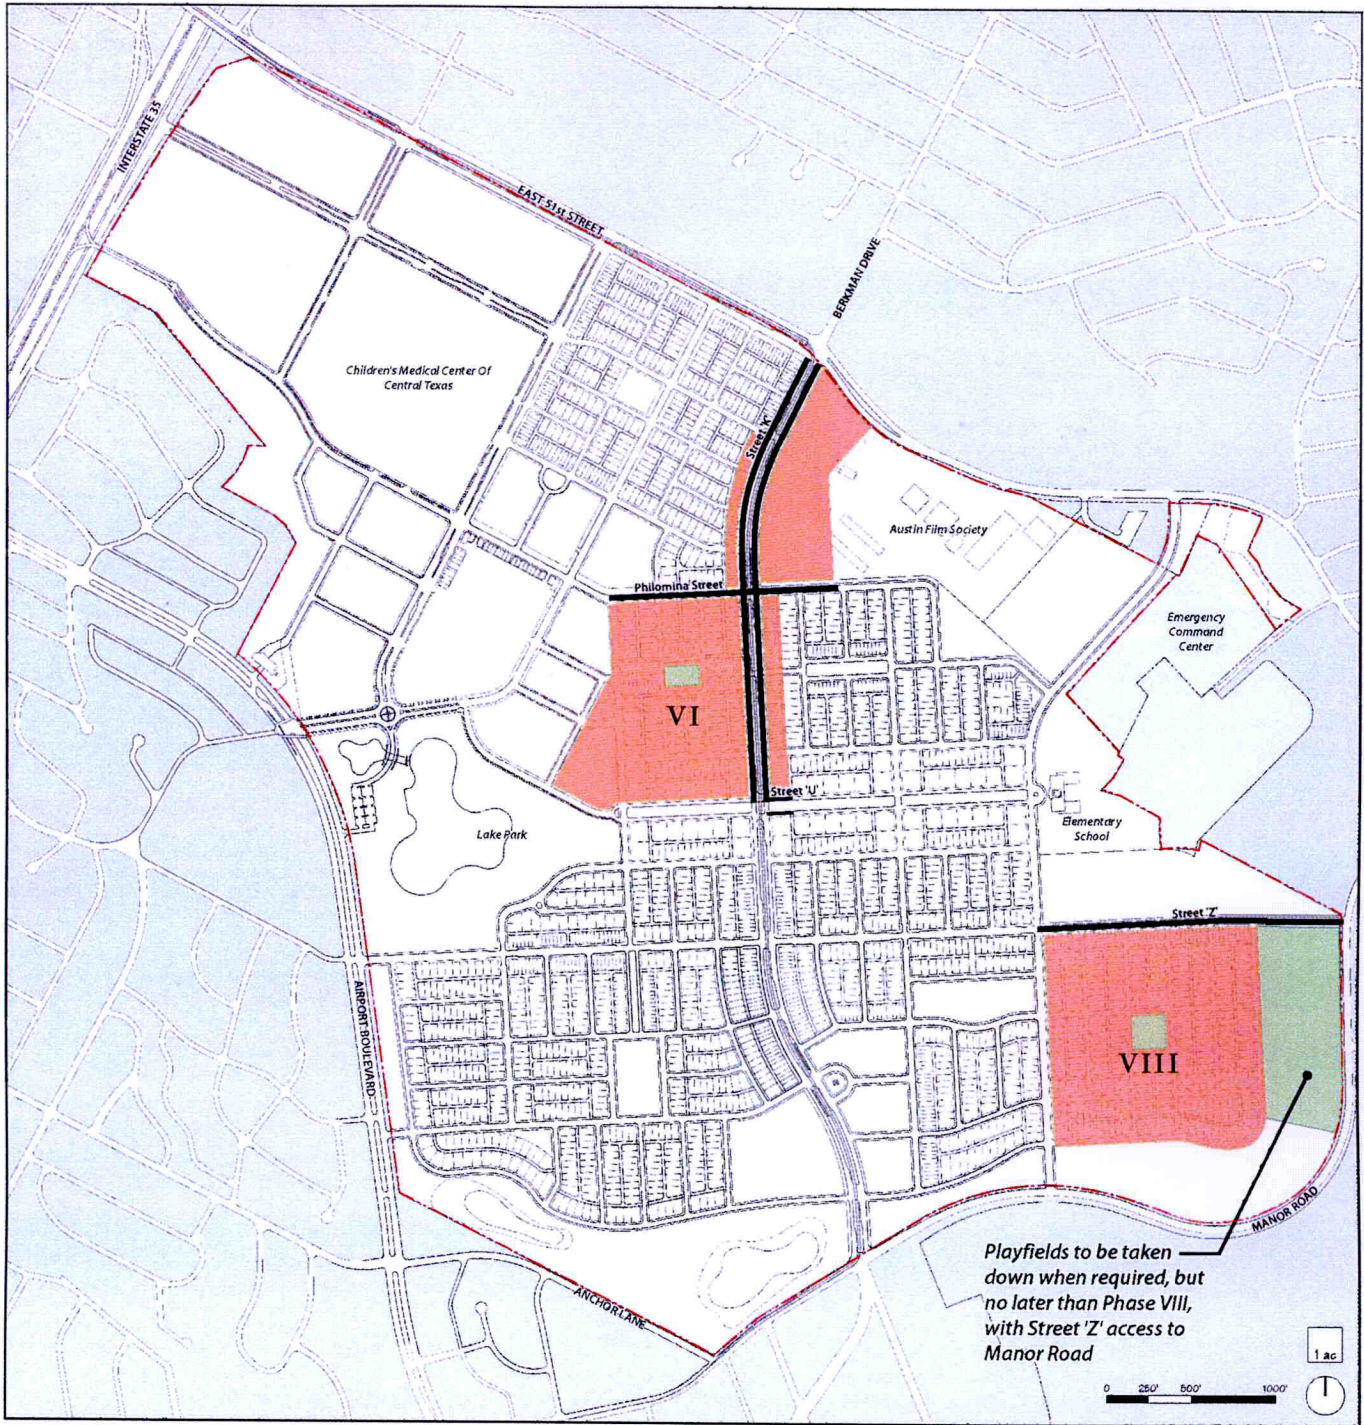 INTERSTATE 35
EAST 51st STREET
BERKMAN DRIVE
Children's Medical Center Of
Central Texas
Street 'K'
Austin Film Society
Philomina Street
Emergency
Command
Center
VI
Street 'U'
Lake Park
Elementary
School
Street 'Z'
AIRPORT BOULEVARD
VIII
MANOR ROAD
ANCHOR LANE
Playfields to be taken
down when required, but
no later than Phase VIII,
with Street 'Z' access to
Manor Road
1 ac
0 250' 500' 1000'